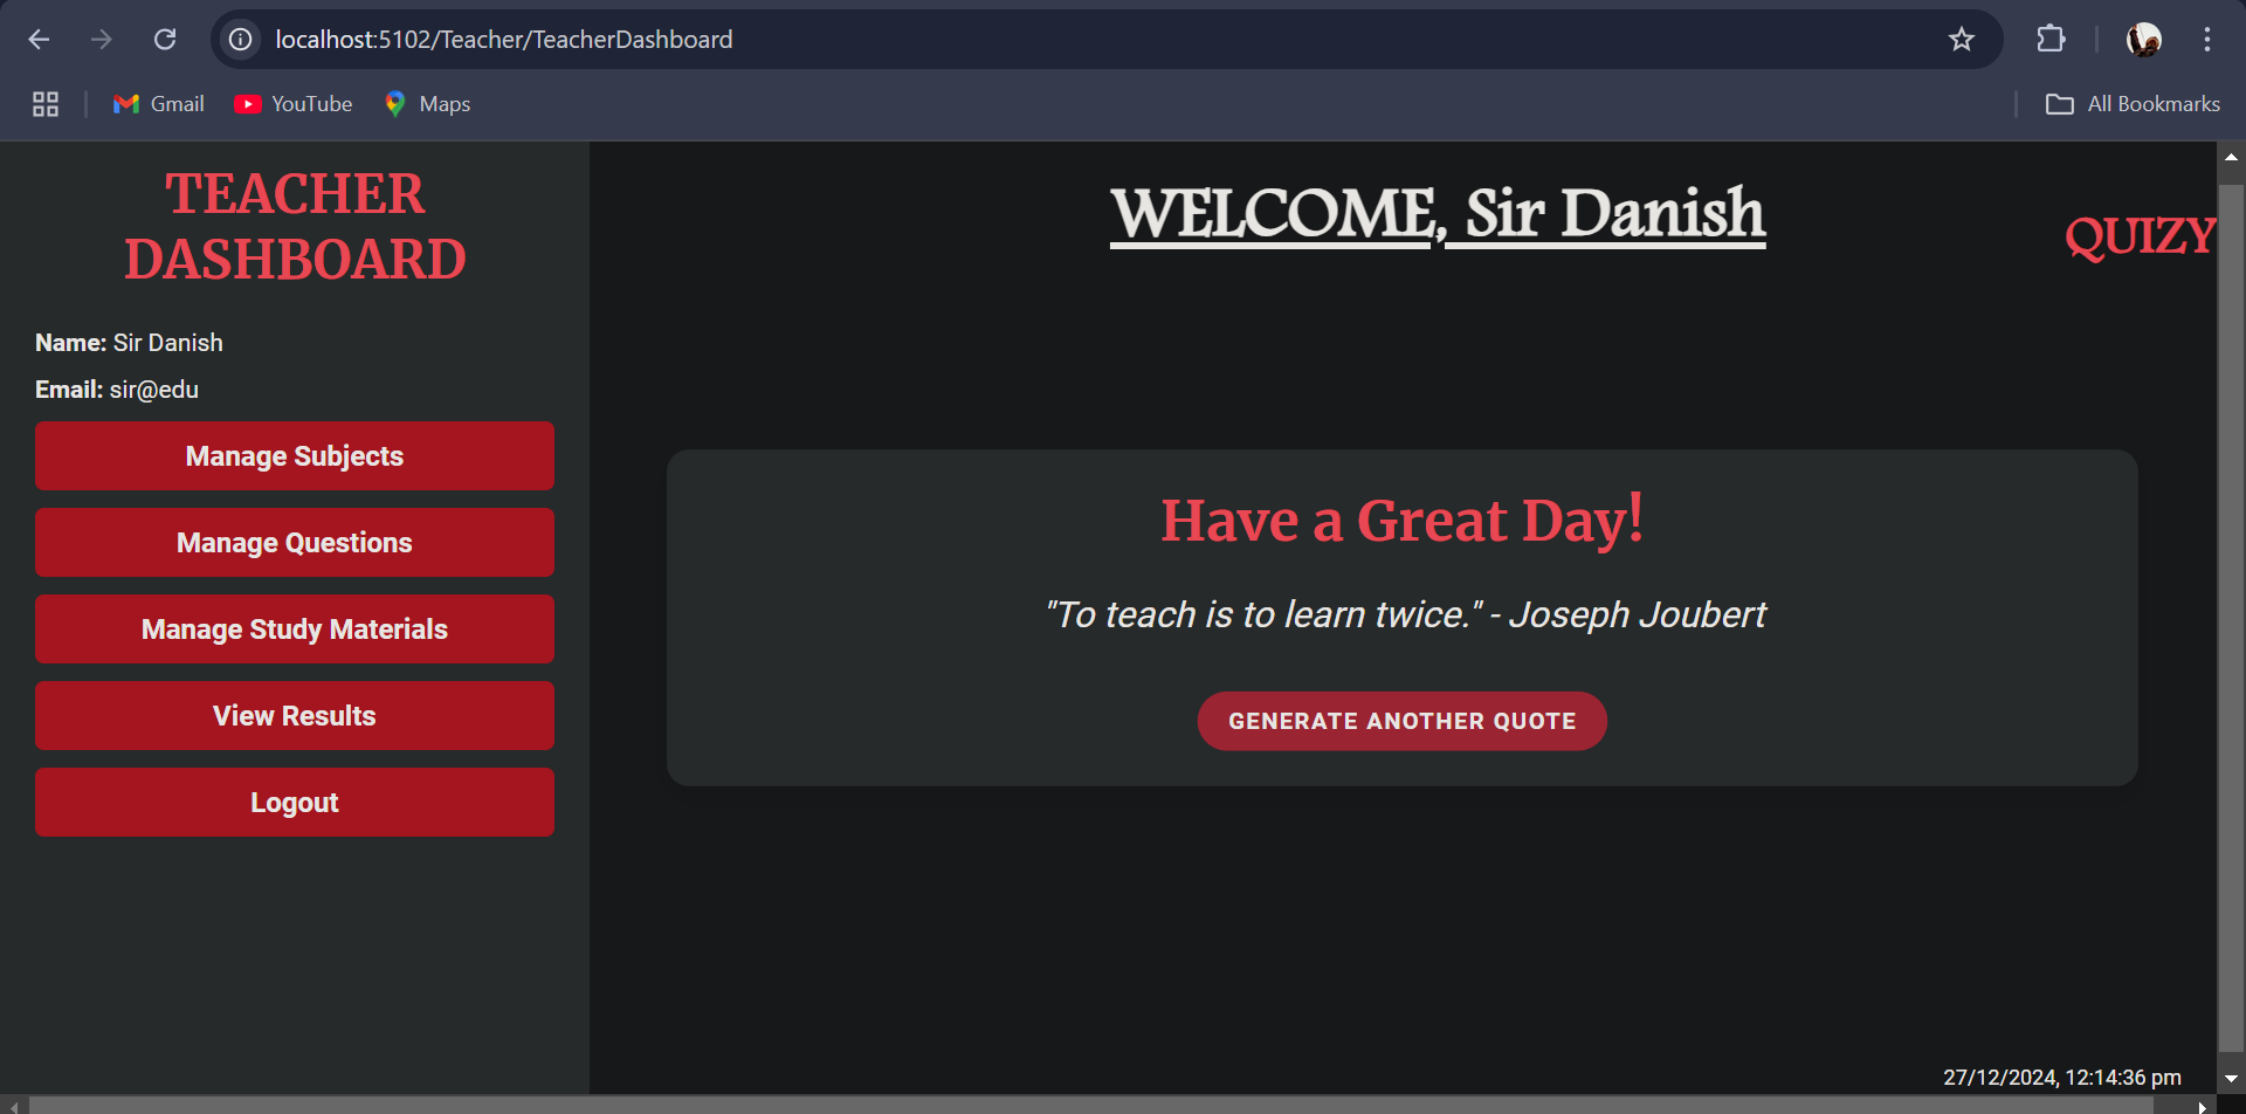 localhost:5102/Teacher/TeacherDashboard
Gmail
YouTube
Maps
All Bookmarks
TEACHER
DASHBOARD
Name: Sir Danish
Email: sir@edu
Manage Subjects
Manage Questions
Manage Study Materials
View Results
Logout
WELCOME, Sir Danish
QUIZY
Have a Great Day!
"To teach is to learn twice." - Joseph Joubert
GENERATE ANOTHER QUOTE
27/12/2024, 12:14:36 pm